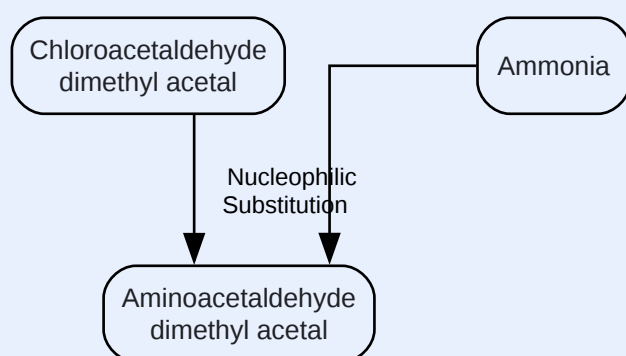 Chloroacetaldehyde
dimethyl acetal
Ammonia
Nucleophilic
Substitution
Aminoacetaldehyde
dimethyl acetal